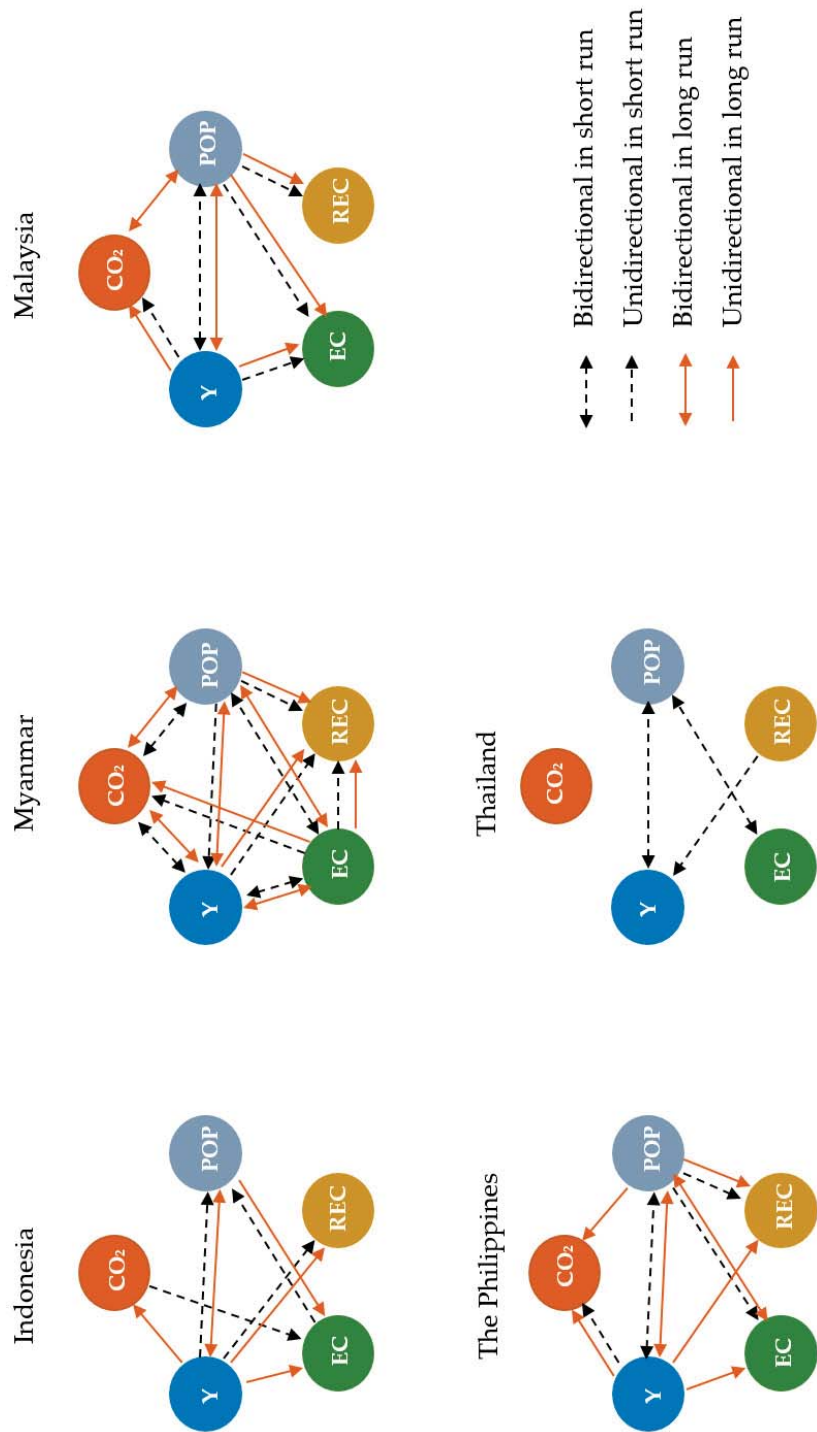 Indonesia
CO₂
Y
POP
EC
REC
Myanmar
CO₂
Y
POP
EC
REC
Malaysia
CO₂
Y
POP
EC
REC
The Philippines
CO₂
Y
POP
EC
REC
Thailand
CO₂
Y
POP
EC
REC
Bidirectional in short run
Unidirectional in short run
Bidirectional in long run
Unidirectional in long run